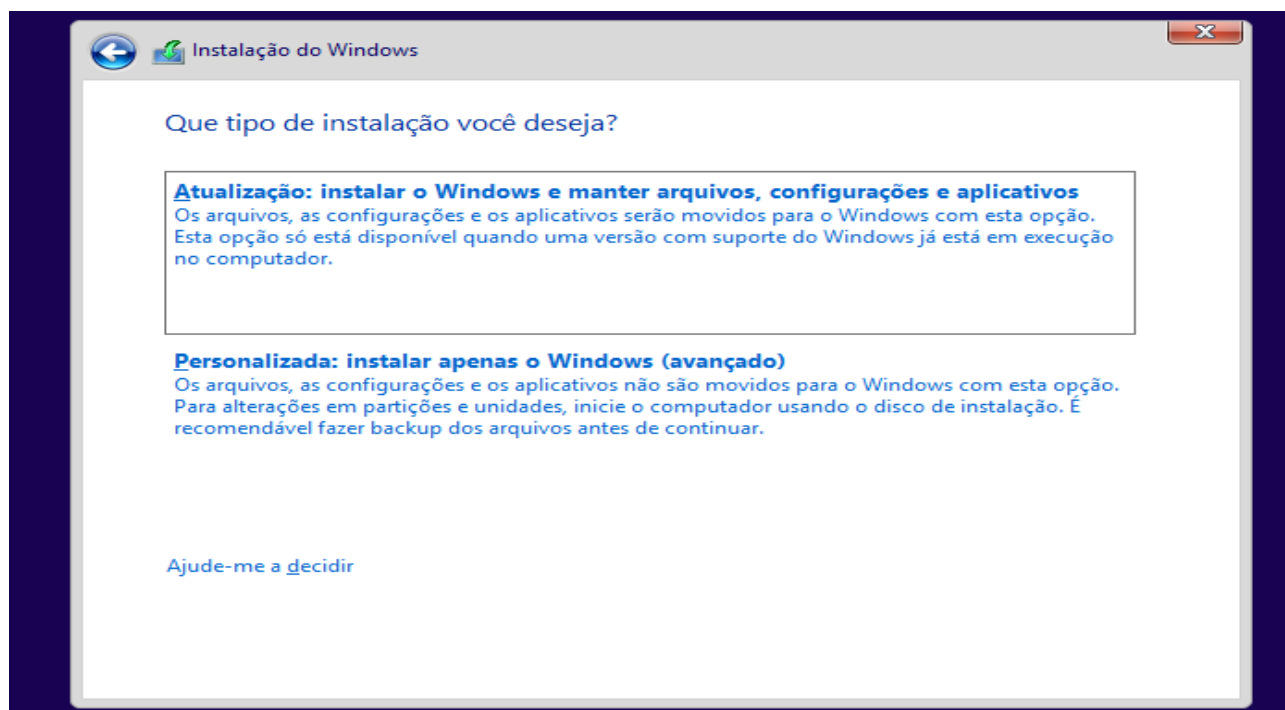 Instalação do Windows
Que tipo de instalação você deseja?
Atualização: instalar o Windows e manter arquivos, configurações e aplicativos
Os arquivos, as configurações e os aplicativos serão movidos para o Windows com esta opção.
Esta opção só está disponível quando uma versão com suporte do Windows já está em execução
no computador.
Personalizada: instalar apenas o Windows (avançado)
Os arquivos, as configurações e os aplicativos não são movidos para o Windows com esta opção.
Para alterações em partições e unidades, inicie o computador usando o disco de instalação. É
recomendável fazer backup dos arquivos antes de continuar.
Ajude-me a decidir